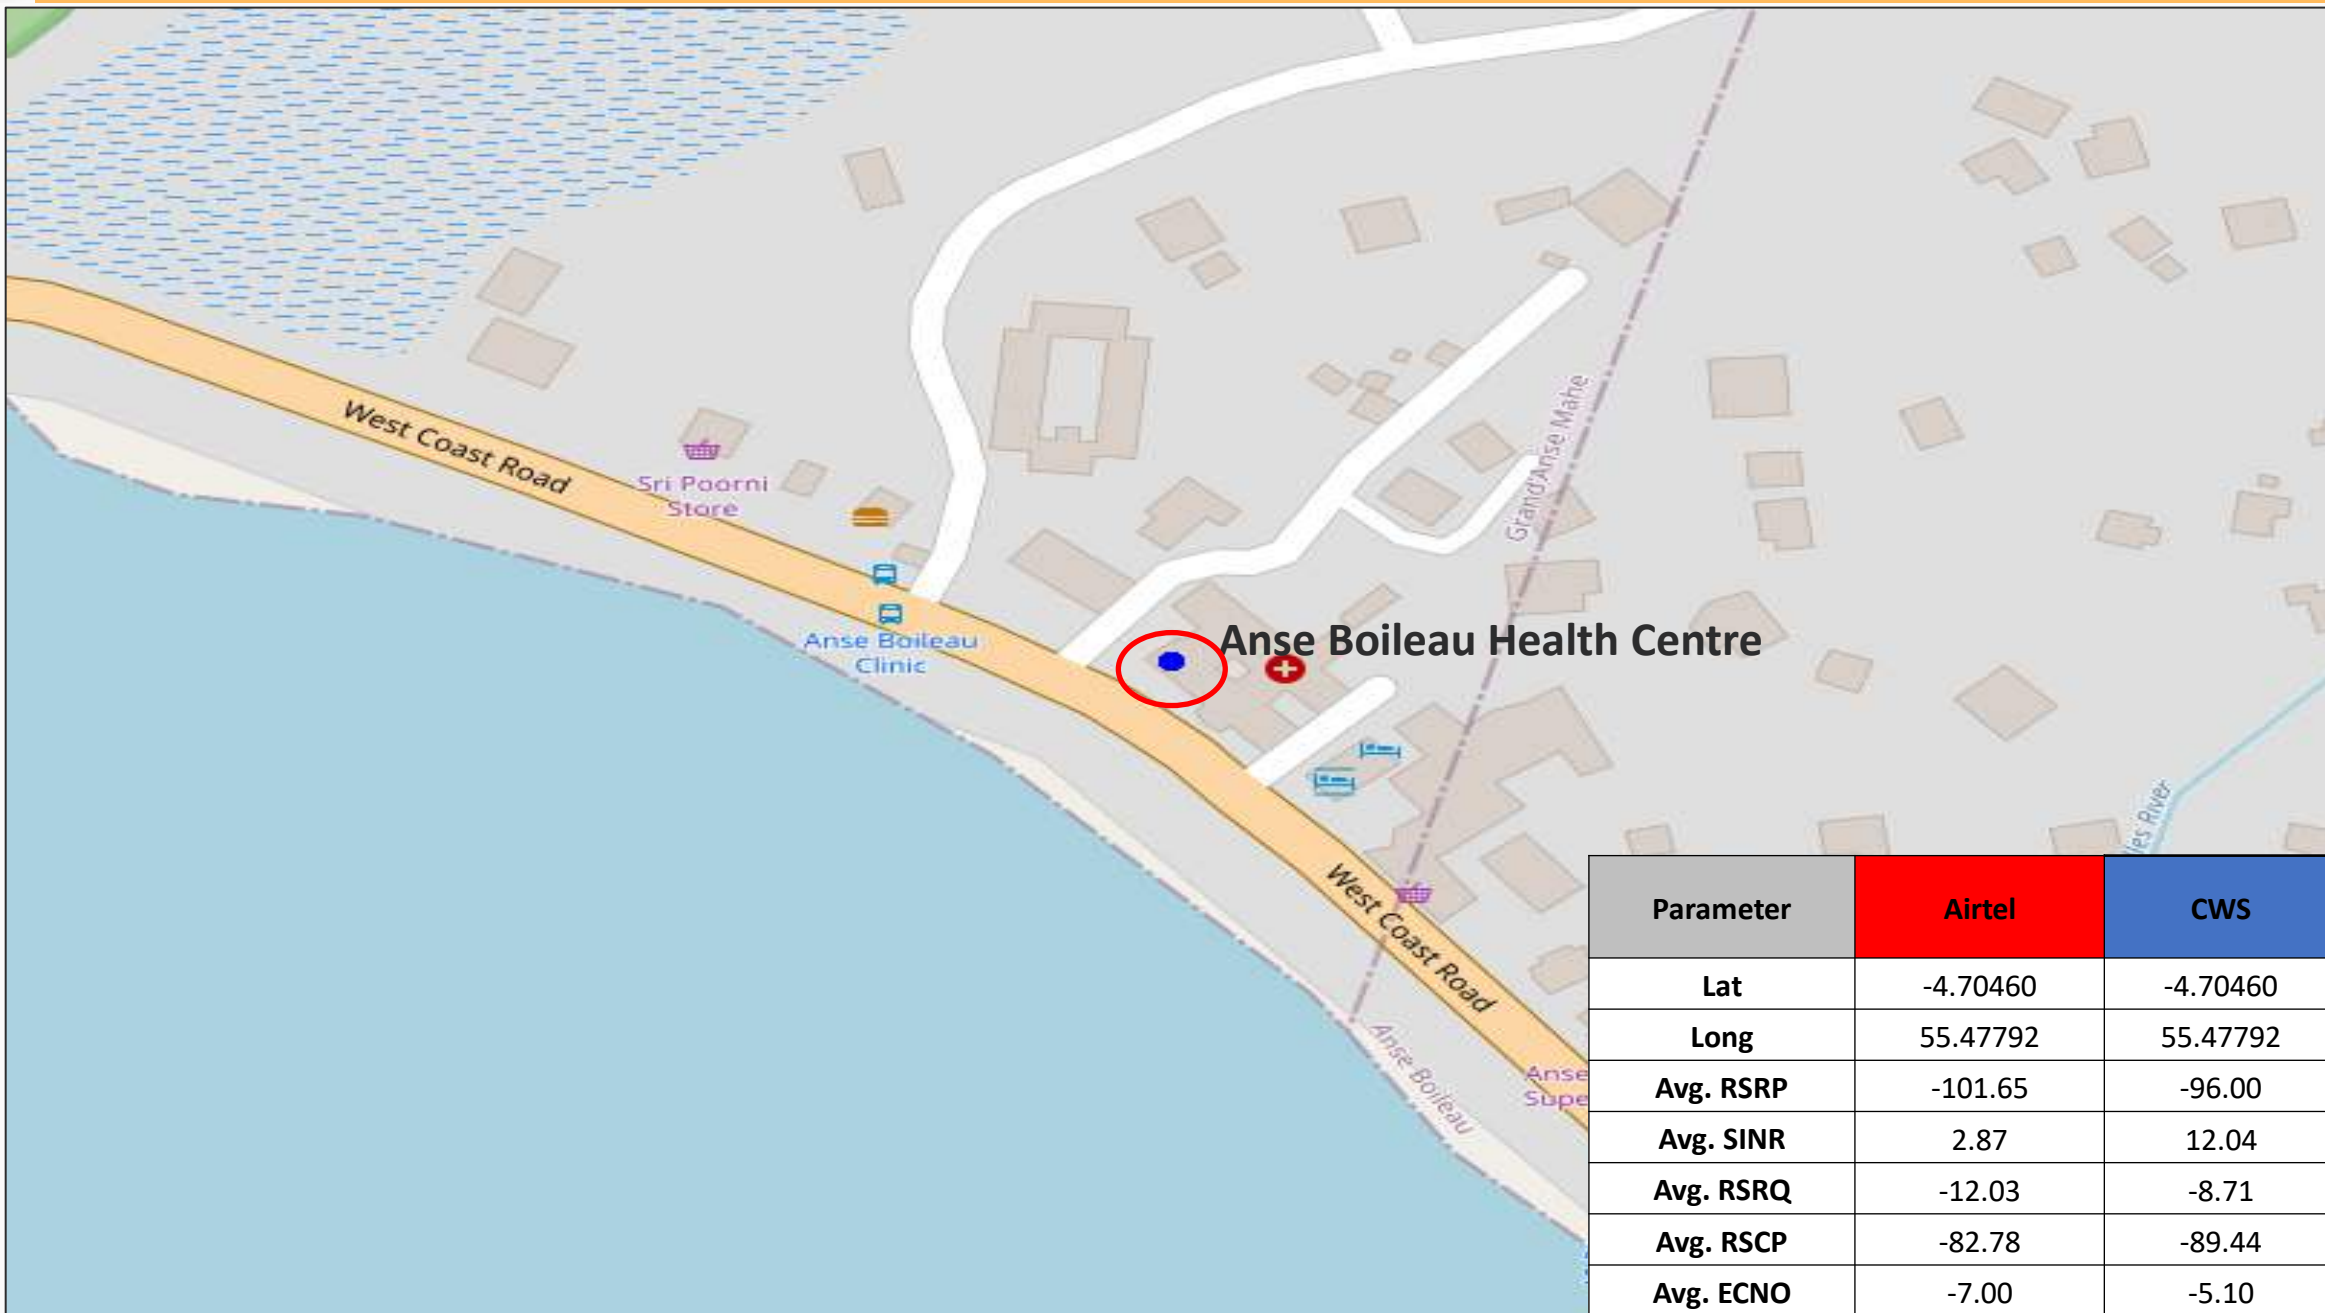 West Coast Road
Sri Poorni
Store
Grand'Anse Mahe
Anse Boileau
Clinic
Anse Boileau Health Centre
les River
West Coast Road
Anse Boileau
Anse
Supe
Parameter Airtel CWS
Lat -4.70460 -4.70460
Long 55.47792 55.47792
Avg. RSRP -101.65 -96.00
Avg. SINR 2.87 12.04
Avg. RSRQ -12.03 -8.71
Avg. RSCP -82.78 -89.44
Avg. ECNO -7.00 -5.10